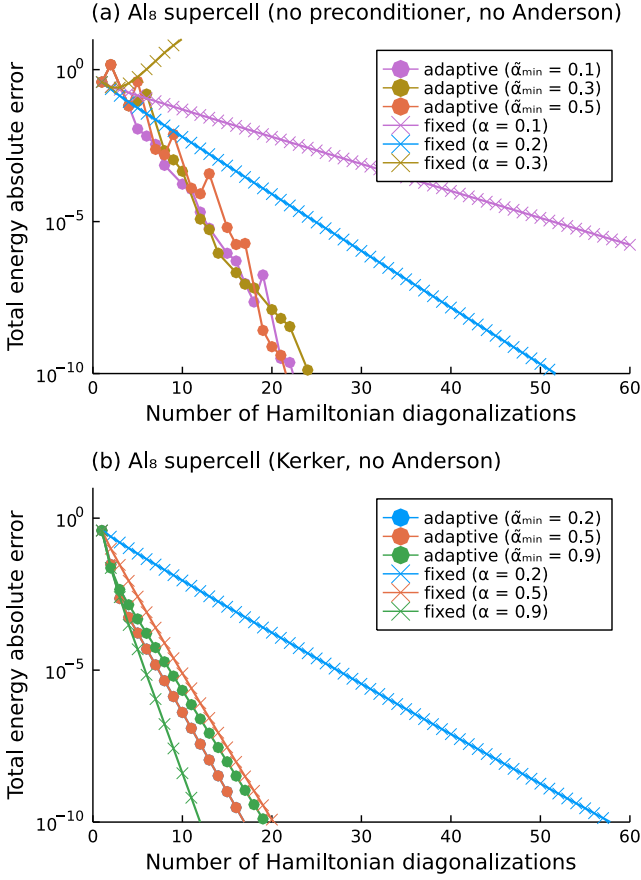 (a) Al₈ supercell (no preconditioner, no Anderson)
Total energy absolute error
10⁰
10⁻⁵
10⁻¹⁰
adaptive (α̃ₘᵢₙ = 0.1)
adaptive (α̃ₘᵢₙ = 0.3)
adaptive (α̃ₘᵢₙ = 0.5)
fixed (α = 0.1)
fixed (α = 0.2)
fixed (α = 0.3)
0 10 20 30 40 50 60
Number of Hamiltonian diagonalizations
(b) Al₈ supercell (Kerker, no Anderson)
Total energy absolute error
10⁰
10⁻⁵
10⁻¹⁰
adaptive (α̃ₘᵢₙ = 0.2)
adaptive (α̃ₘᵢₙ = 0.5)
adaptive (α̃ₘᵢₙ = 0.9)
fixed (α = 0.2)
fixed (α = 0.5)
fixed (α = 0.9)
0 10 20 30 40 50 60
Number of Hamiltonian diagonalizations